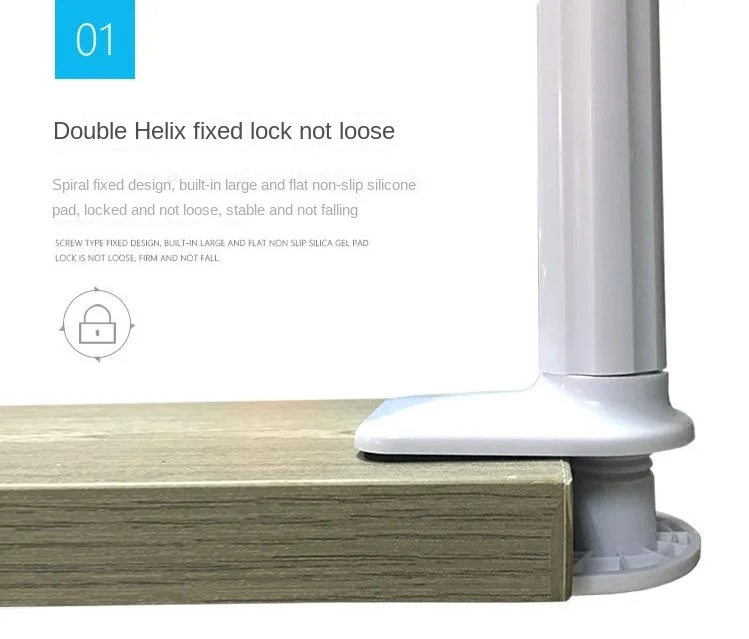 01
Double Helix fixed lock not loose
Spiral fixed design, built-in large and flat non-slip silicone
pad, locked and not loose, stable and not falling
SCREW TYPE FIXED DESIGN, BUILT-IN LARGE AND FLAT NON SLIP SILICA GEL PAD
LOCK IS NOT LOOSE, FIRM AND NOT FALL.